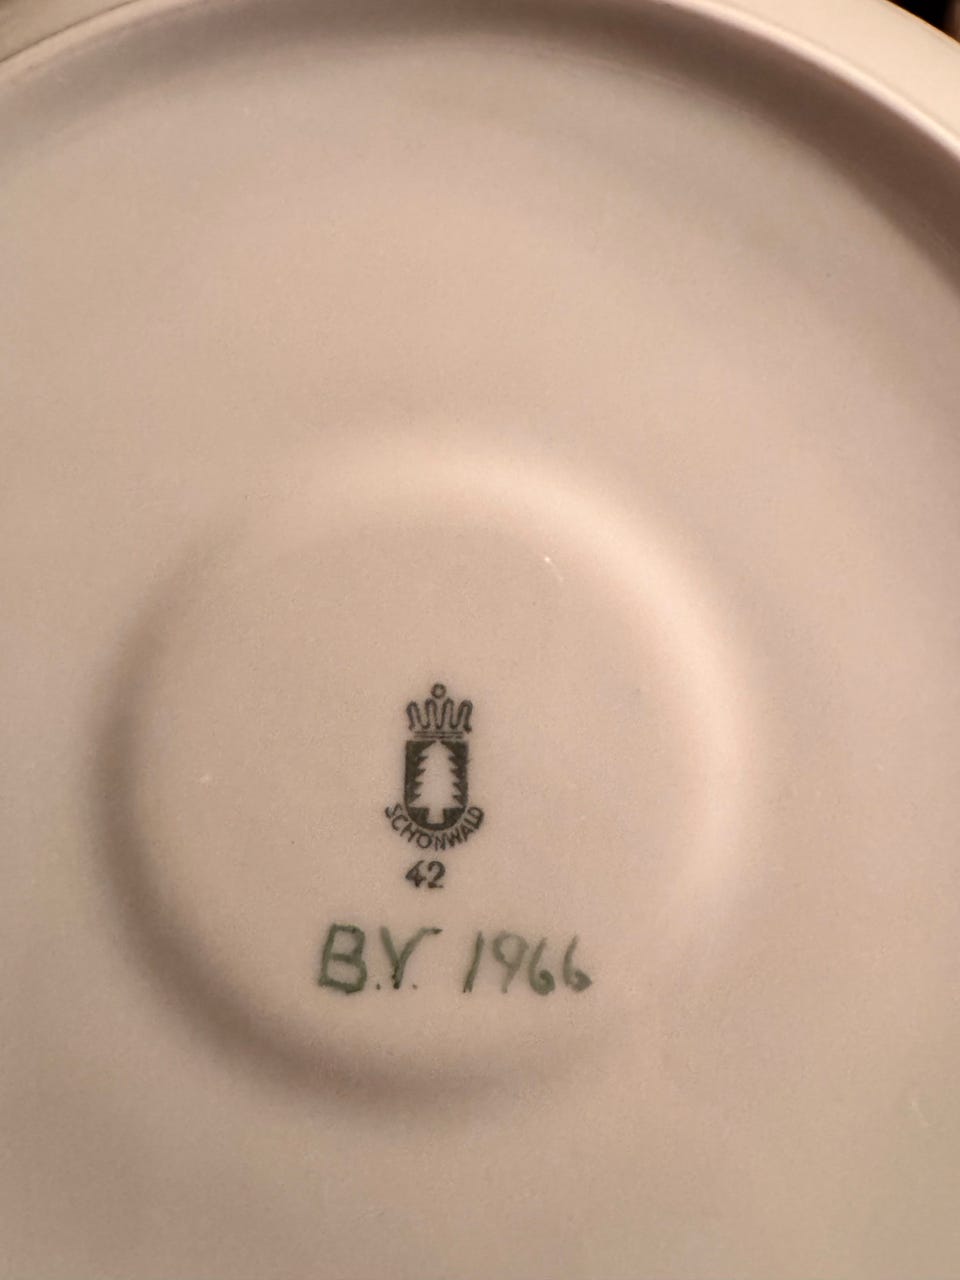 SCHÖNWALD
42
B.V. 1966